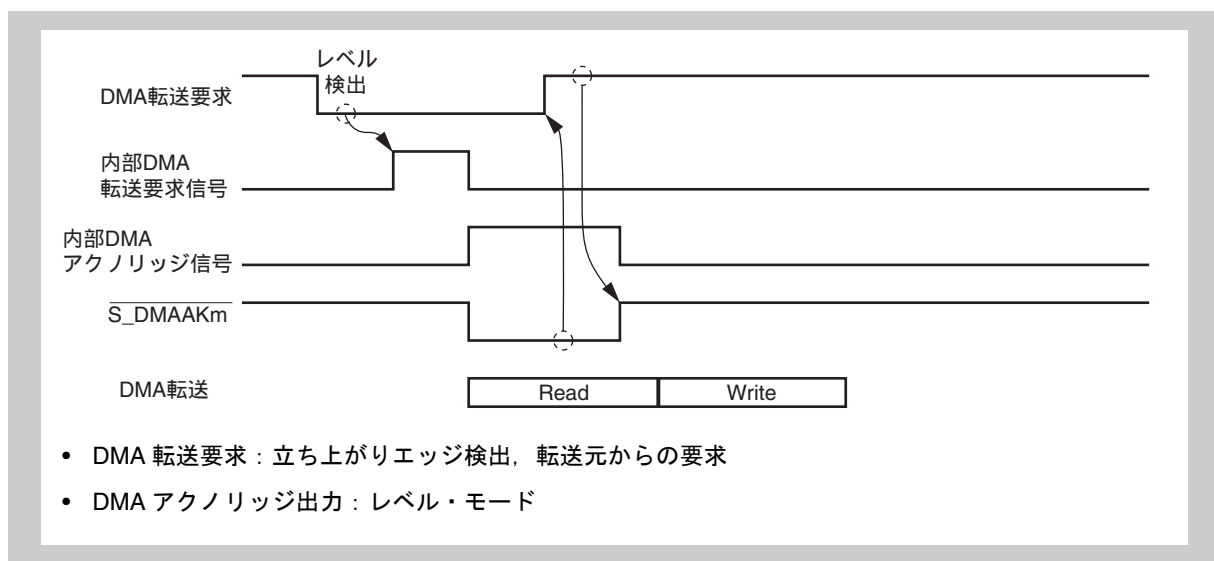 レベル
検出
DMA転送要求
内部DMA
転送要求信号
内部DMA
アクノリッジ信号
S_DMAAKm
DMA転送 Read Write
• DMA 転送要求：立ち上がりエッジ検出，転送元からの要求
• DMA アクノリッジ出力：レベル・モード